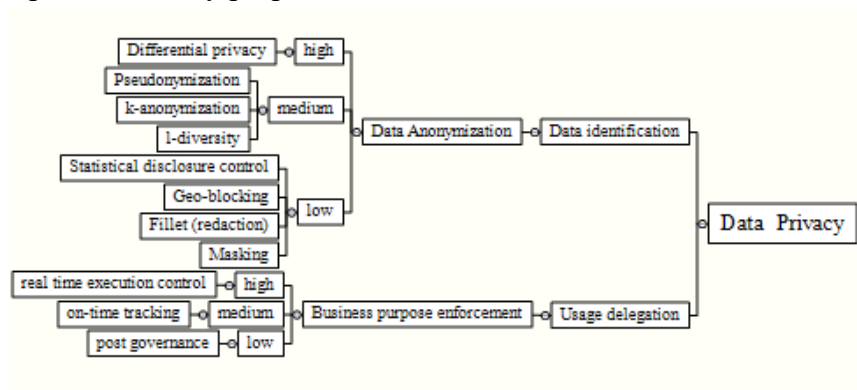 Differential privacy
high
Pseudonymization
k-anonymization
medium
l-diversity
Data Anonymization
Data identification
Statistical disclosure control
Geo-blocking
low
Fillet (redaction)
Masking
Data Privacy
real time execution control
high
on-time tracking
medium
Business purpose enforcement
Usage delegation
post governance
low